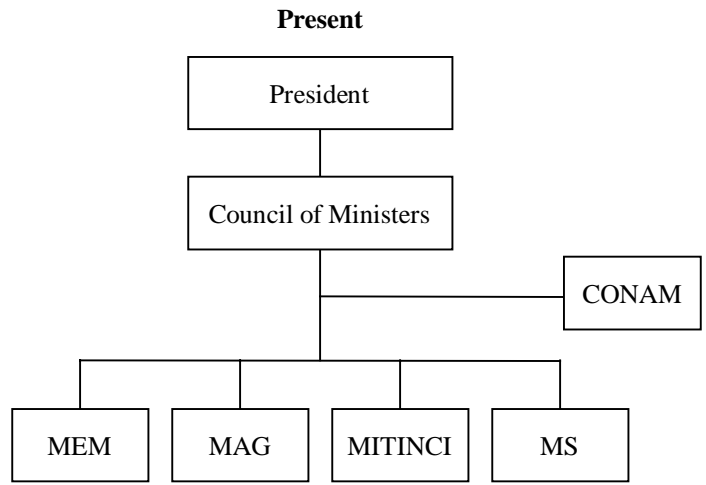 Present
President
Council of Ministers
CONAM
MEM
MAG
MITINCI
MS